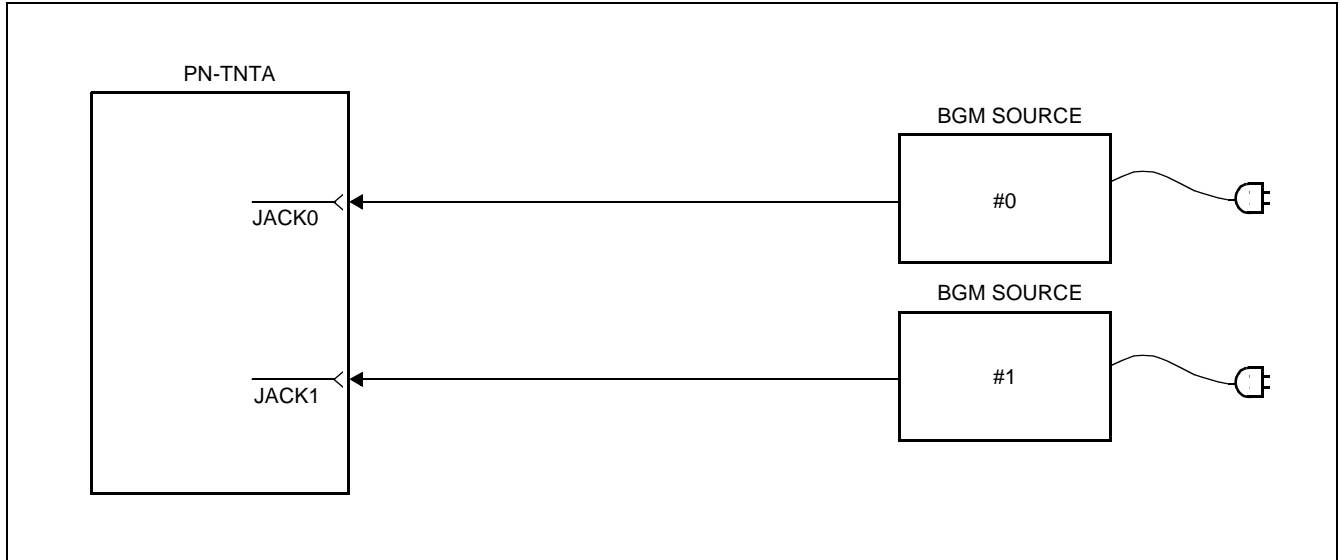 PN-TNTA
BGM SOURCE
#0
JACK0
BGM SOURCE
#1
JACK1